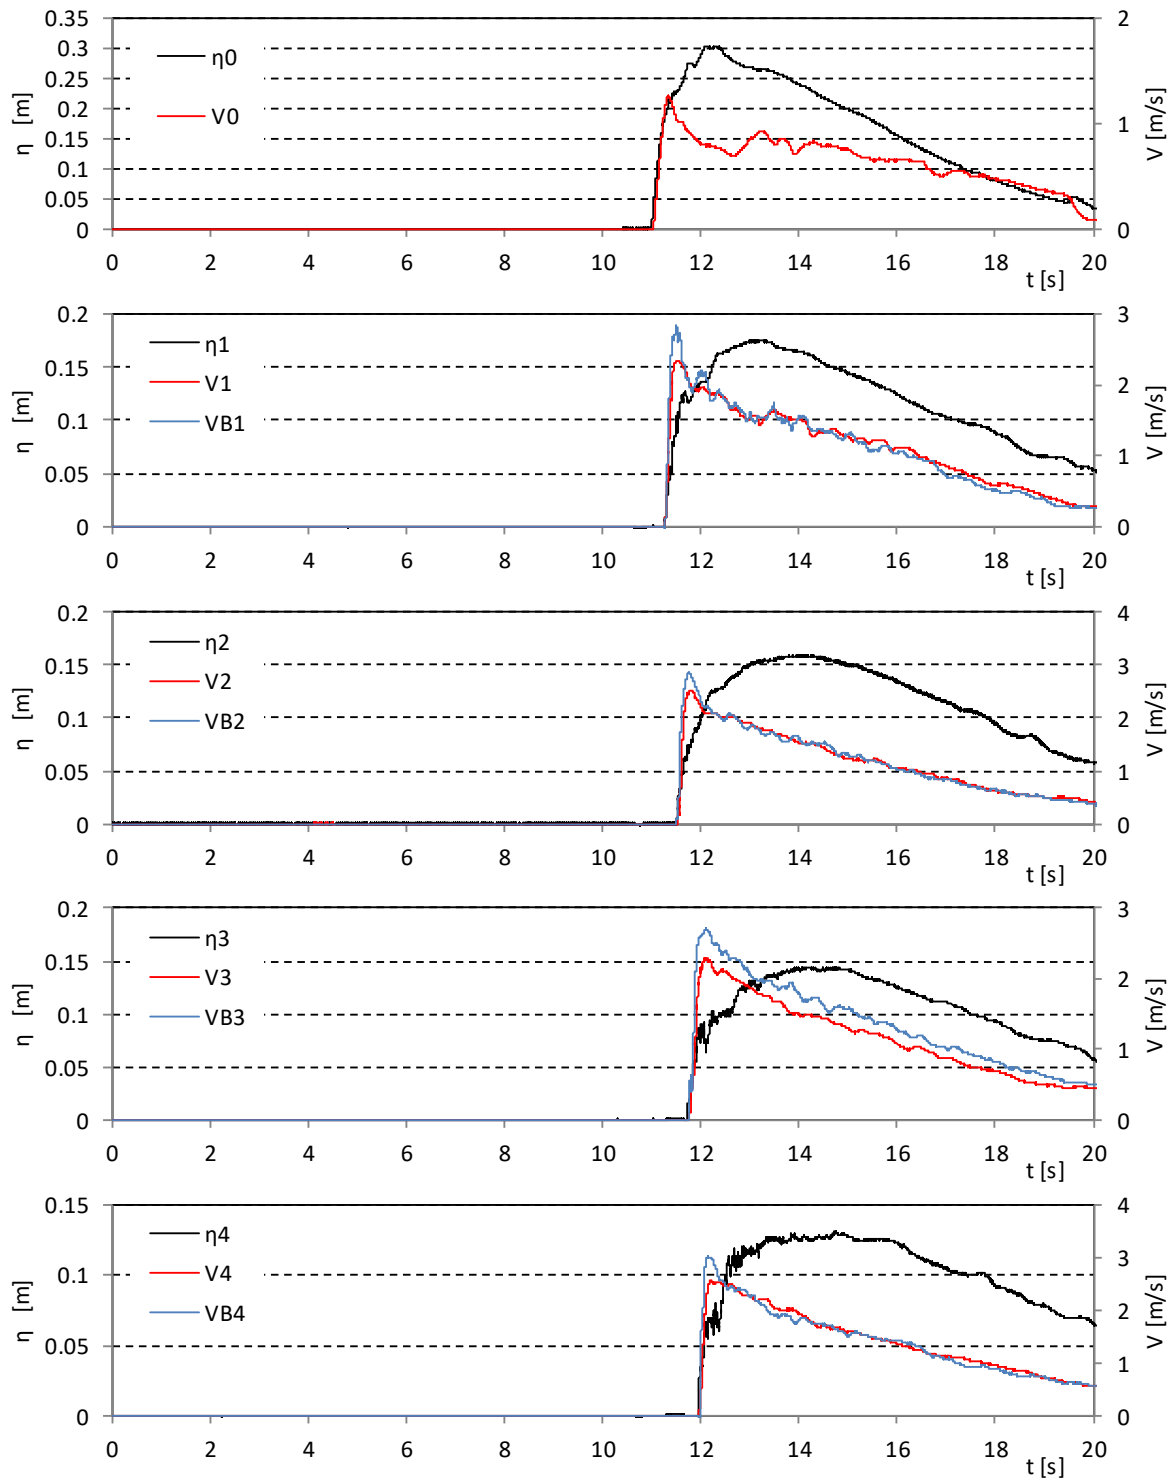 0.35 2
0.3
η0
0.25
0.2
V0
1
0.15
0.1
0.05
0 0
η [m]
V [m/s]
0 2 4 6 8 10 12 14 16 18 20
t [s]
0.2 3
η1
0.15
V1
2
0.1
VB1
1
0.05
0 0
η [m]
V [m/s]
0 2 4 6 8 10 12 14 16 18 20
t [s]
0.2 4
η2
0.15 3
V2
0.1 2
VB2
0.05 1
0 0
η [m]
V [m/s]
0 2 4 6 8 10 12 14 16 18 20
t [s]
0.2 3
η3
0.15
V3
2
0.1
VB3
1
0.05
0 0
η [m]
V [m/s]
0 2 4 6 8 10 12 14 16 18 20
t [s]
0.15 4
η4
3
0.1
V4
2
VB4
0.05
1
0 0
η [m]
V [m/s]
0 2 4 6 8 10 12 14 16 18 20
t [s]